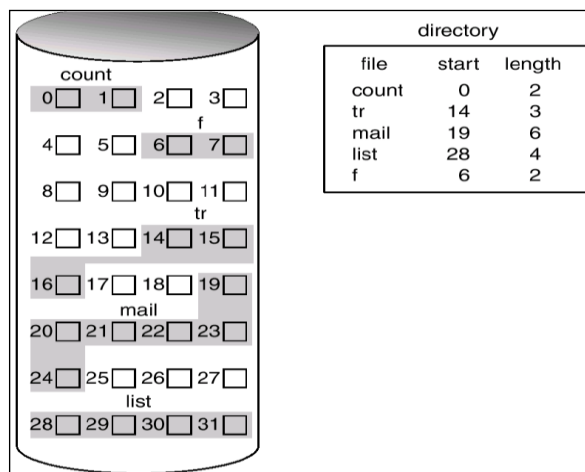 count
0 1 2 3
f
4 5 6 7
8 9 10 11
tr
12 13 14 15
16 17 18 19
mail
20 21 22 23
24 25 26 27
list
28 29 30 31
directory
file start length
count 0 2
tr 14 3
mail 19 6
list 28 4
f 6 2